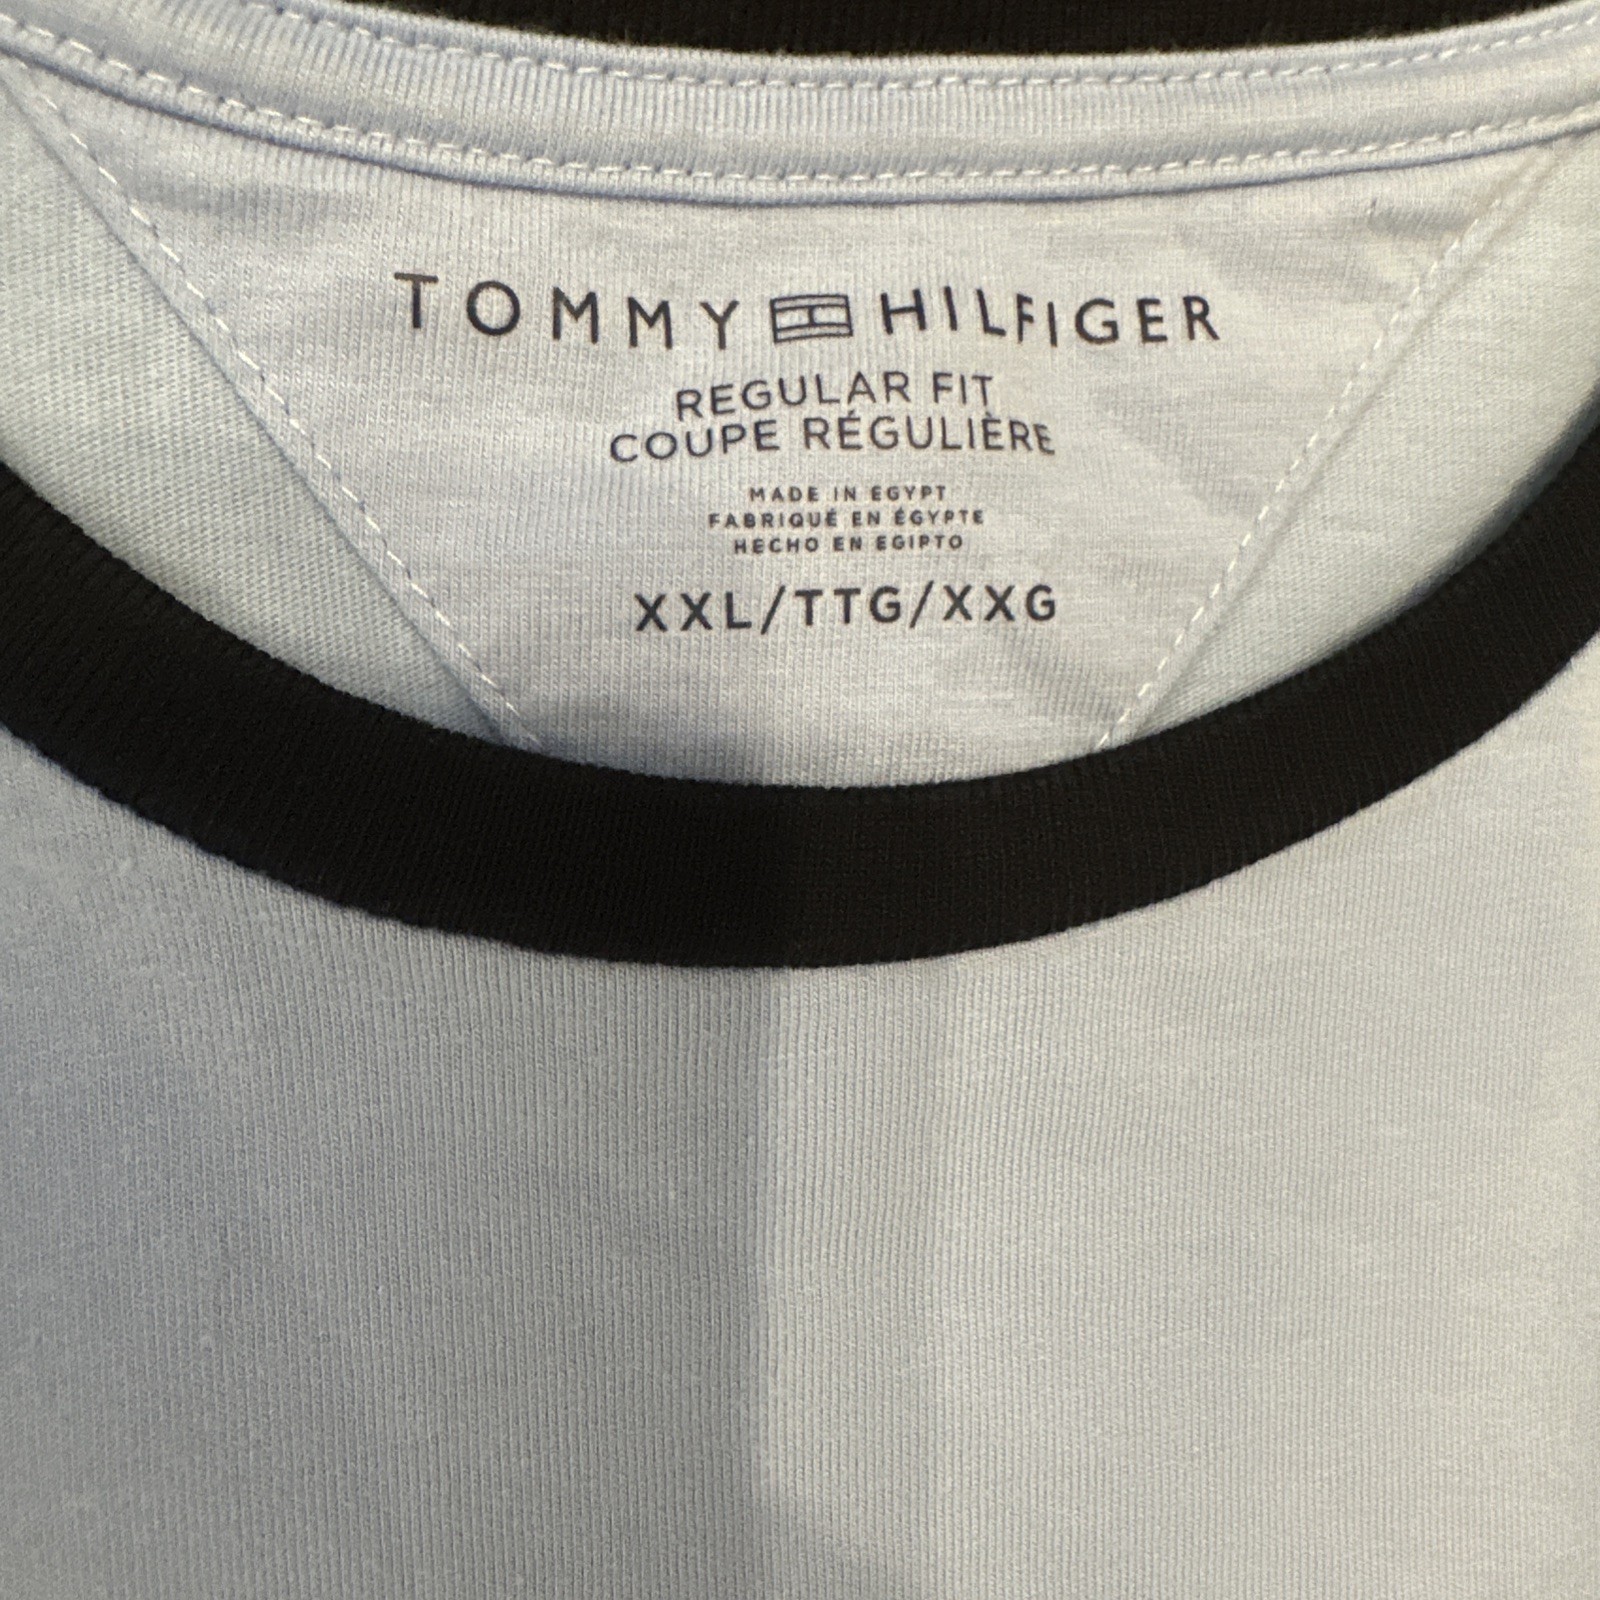 TOMMY HILFIGER
REGULAR FIT
COUPE RÉGULIÈRE
MADE IN EGYPT
FABRIQUÉ EN ÉGYPTE
HECHO EN EGIPTO
XXL/TTG/XXG